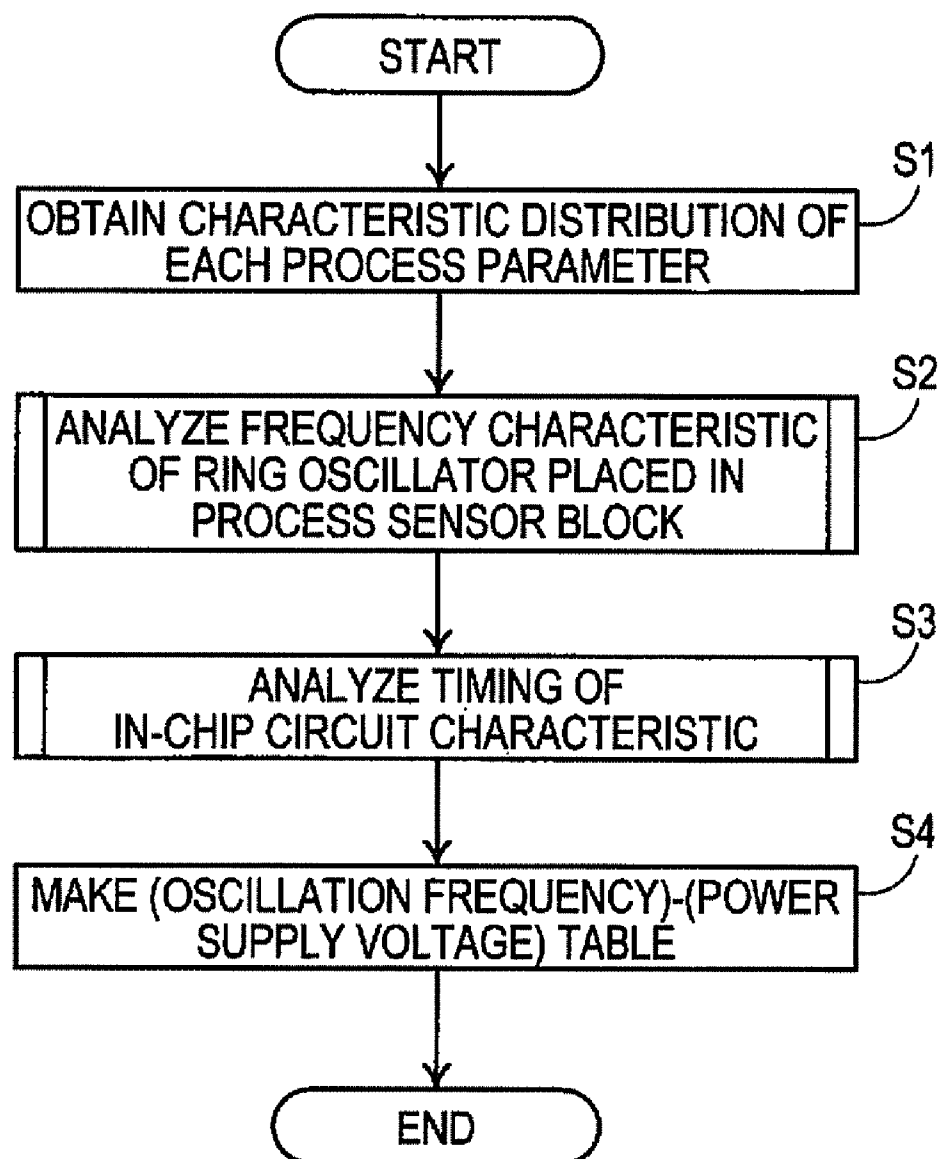 START
S1
OBTAIN CHARACTERISTIC DISTRIBUTION OF
EACH PROCESS PARAMETER
S2
ANALYZE FREQUENCY CHARACTERISTIC
OF RING OSCILLATOR PLACED IN
PROCESS SENSOR BLOCK
S3
ANALYZE TIMING OF
IN-CHIP CIRCUIT CHARACTERISTIC
S4
MAKE (OSCILLATION FREQUENCY)-(POWER
SUPPLY VOLTAGE) TABLE
END